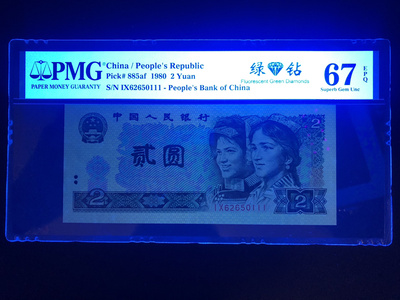 PMG
PAPER MONEY GUARANTY
China / People's Republic
Pick# 885af 1980 2 Yuan
S/N IX62650111 - People's Bank of China
绿 钻
Fluorescent Green Diamonds
67 EPQ
Superb Gem Unc
中国人民银行
2
贰圆
IX62650111
2
2